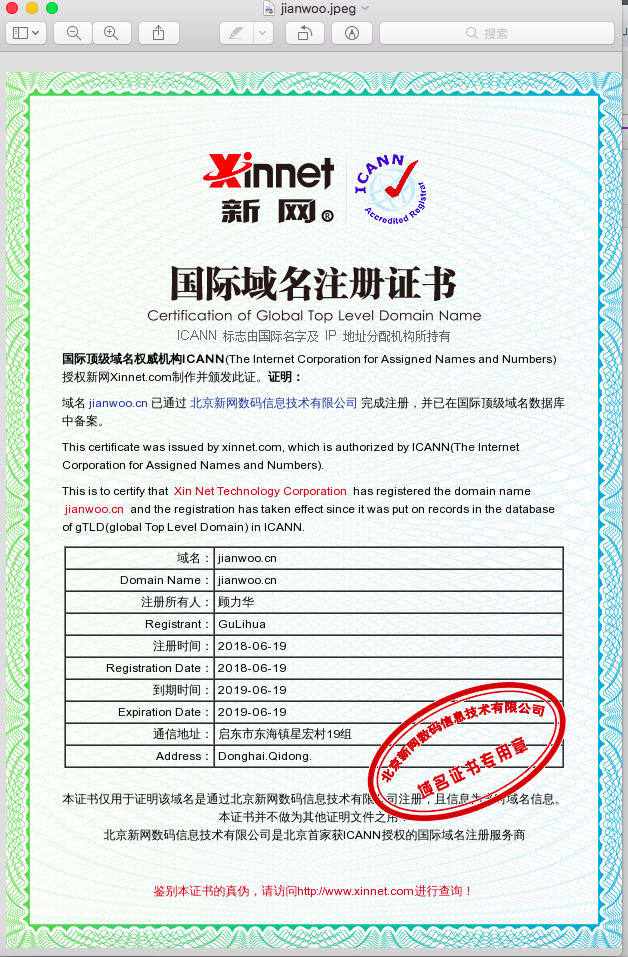 jianwoo.jpeg
搜索
Xinnet
新网®
ICANN
Accredited Registrar
国际域名注册证书
Certification of Global Top Level Domain Name
ICANN 标志由国际名字及 IP 地址分配机构所持有
国际顶级域名权威机构ICANN(The Internet Corporation for Assigned Names and Numbers)
授权新网Xinnet.com制作并颁发此证。证明：
域名 jianwoo.cn 已通过 北京新网数码信息技术有限公司 完成注册，并已在国际顶级域名数据库
中备案。
This certificate was issued by xinnet.com, which is authorized by ICANN(The Internet
Corporation for Assigned Names and Numbers).
This is to certify that Xin Net Technology Corporation has registered the domain name
jianwoo.cn and the registration has taken effect since it was put on records in the database
of gTLD(global Top Level Domain) in ICANN.
域名： jianwoo.cn
Domain Name： jianwoo.cn
注册所有人： 顾力华
Registrant： GuLihua
注册时间： 2018-06-19
Registration Date： 2018-06-19
到期时间： 2019-06-19
Expiration Date： 2019-06-19
通信地址： 启东市东海镇星宏村19组
Address： Donghai.Qidong.
北京新网数码信息技术有限公司
域名证书专用章
本证书仅用于证明该域名是通过北京新网数码信息技术有限公司注册，且信息为当时域名信息。
本证书并不做为其他证明文件之用！
北京新网数码信息技术有限公司是北京首家获ICANN授权的国际域名注册服务商
鉴别本证书的真伪，请访问http://www.xinnet.com进行查询！